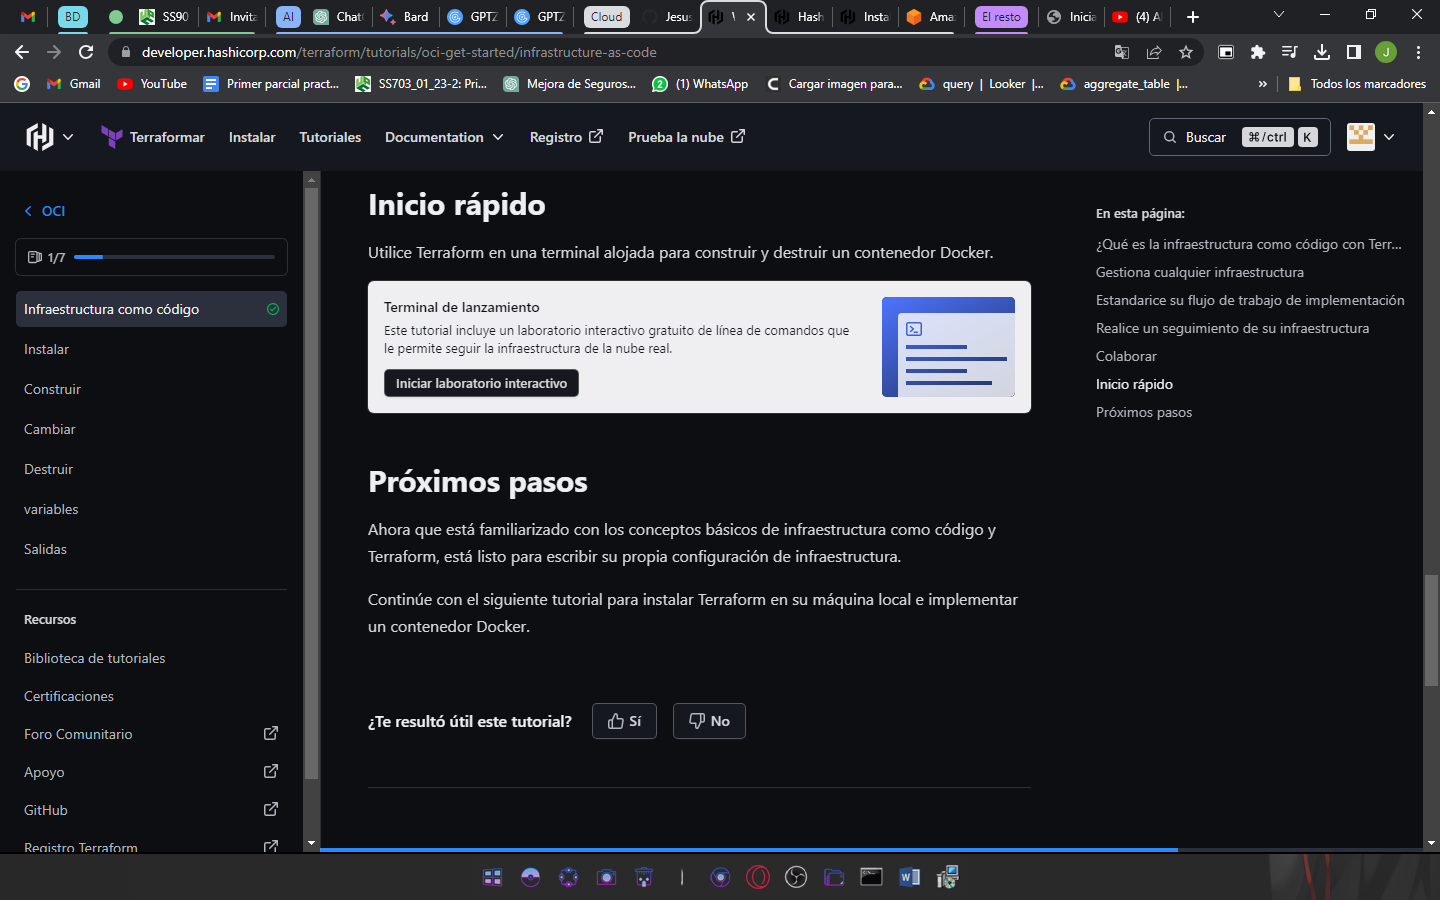 BD
SS90
Invita
AI
Chat
Bard
GPTZ
GPTZ
Cloud
Jesus
Hash
Insta
Ama
El resto
Inicia
(4) A
developer.hashicorp.com/terraform/tutorials/oci-get-started/infrastructure-as-code
J
Gmail
YouTube
Primer parcial pract...
SS703_01_23-2: Pri...
Mejora de Seguros...
(1) WhatsApp
Cargar imagen para...
query | Looker |...
aggregate_table |...
»
Todos los marcadores
Terraformar
Instalar
Tutoriales
Documentation
Registro
Prueba la nube
Buscar
⌘/ctrl
K
OCI
1/7
Infraestructura como código
Instalar
Construir
Cambiar
Destruir
variables
Salidas
Recursos
Biblioteca de tutoriales
Certificaciones
Foro Comunitario
Apoyo
GitHub
Registro Terraform
Inicio rápido
Utilice Terraform en una terminal alojada para construir y destruir un contenedor Docker.
Terminal de lanzamiento
Este tutorial incluye un laboratorio interactivo gratuito de línea de comandos que
le permite seguir la infraestructura de la nube real.
Iniciar laboratorio interactivo
Próximos pasos
Ahora que está familiarizado con los conceptos básicos de infraestructura como código y
Terraform, está listo para escribir su propia configuración de infraestructura.
Continúe con el siguiente tutorial para instalar Terraform en su máquina local e implementar
un contenedor Docker.
¿Te resultó útil este tutorial?
Sí
No
En esta página:
¿Qué es la infraestructura como código con Terr...
Gestiona cualquier infraestructura
Estandarice su flujo de trabajo de implementación
Realice un seguimiento de su infraestructura
Colaborar
Inicio rápido
Próximos pasos